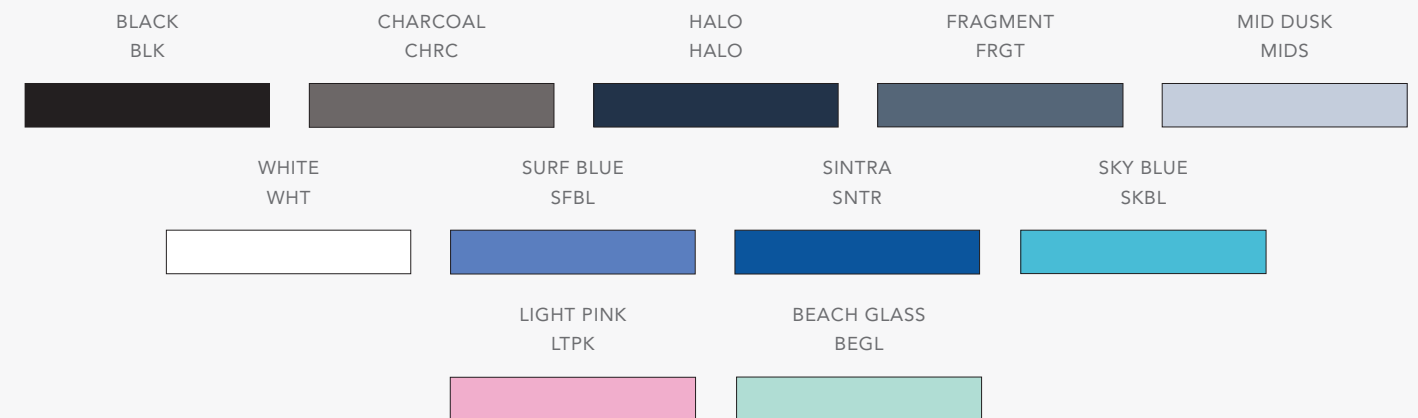 BLACK
BLK
CHARCOAL
CHRC
HALO
HALO
FRAGMENT
FRGT
MID DUSK
MIDS
WHITE
WHT
SURF BLUE
SFBL
SINTRA
SNTR
SKY BLUE
SKBL
LIGHT PINK
LTPK
BEACH GLASS
BEGL